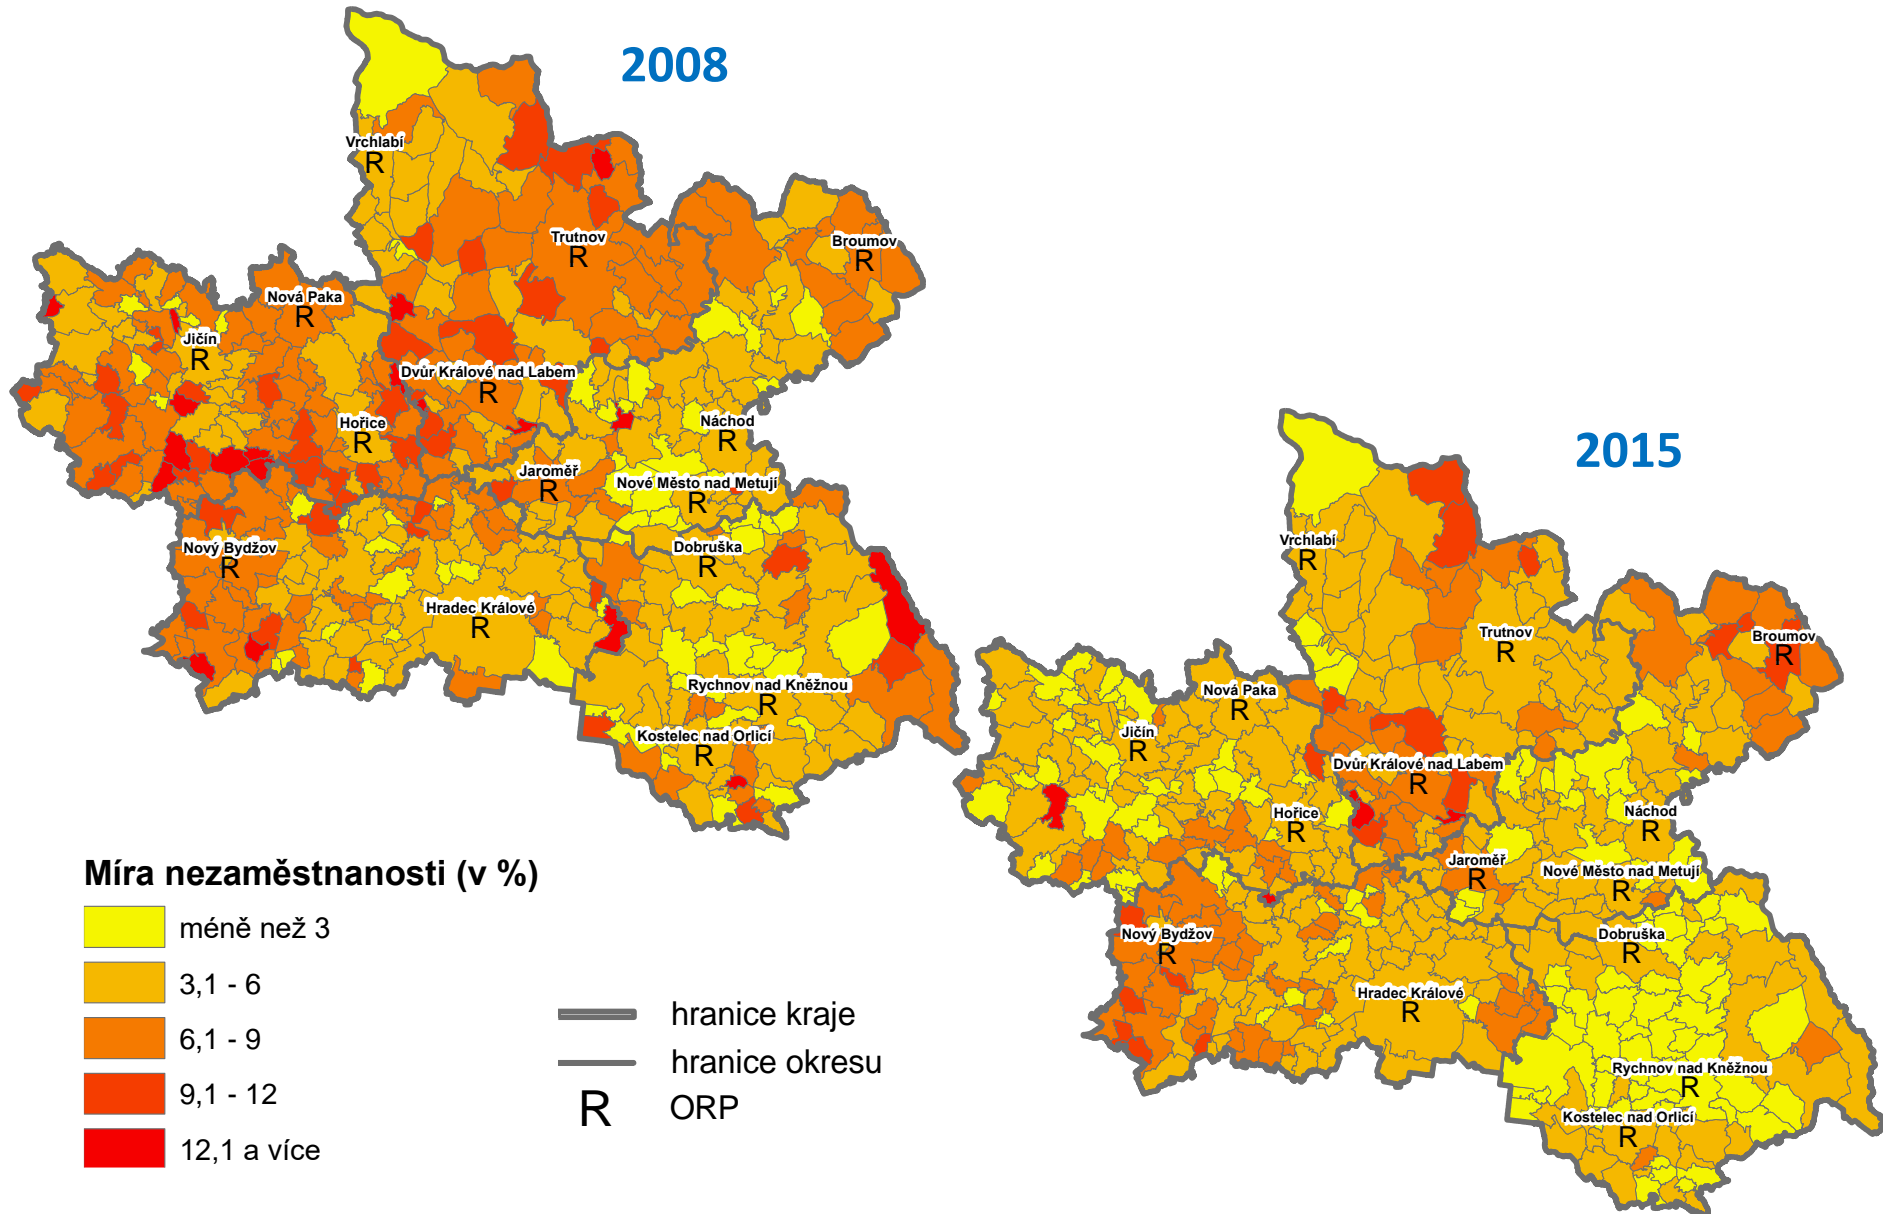 2008
Vrchlabí
R
Trutnov
R
Broumov
R
Nová Paka
R
Jičín
R
Dvůr Králové nad Labem
R
Hořice
R
Náchod
R
Jaroměř
R
Nové Město nad Metují
R
Nový Bydžov
R
Dobruška
R
Hradec Králové
R
Rychnov nad Kněžnou
R
Kostelec nad Orlicí
R
2015
Vrchlabí
R
Trutnov
R
Broumov
R
Nová Paka
R
Jičín
R
Dvůr Králové nad Labem
R
Hořice
R
Náchod
R
Jaroměř
R
Nové Město nad Metují
R
Nový Bydžov
R
Dobruška
R
Hradec Králové
R
Rychnov nad Kněžnou
R
Kostelec nad Orlicí
R
Míra nezaměstnanosti (v %)
méně než 3
3,1 - 6
6,1 - 9
9,1 - 12
12,1 a více
hranice kraje
hranice okresu
R ORP